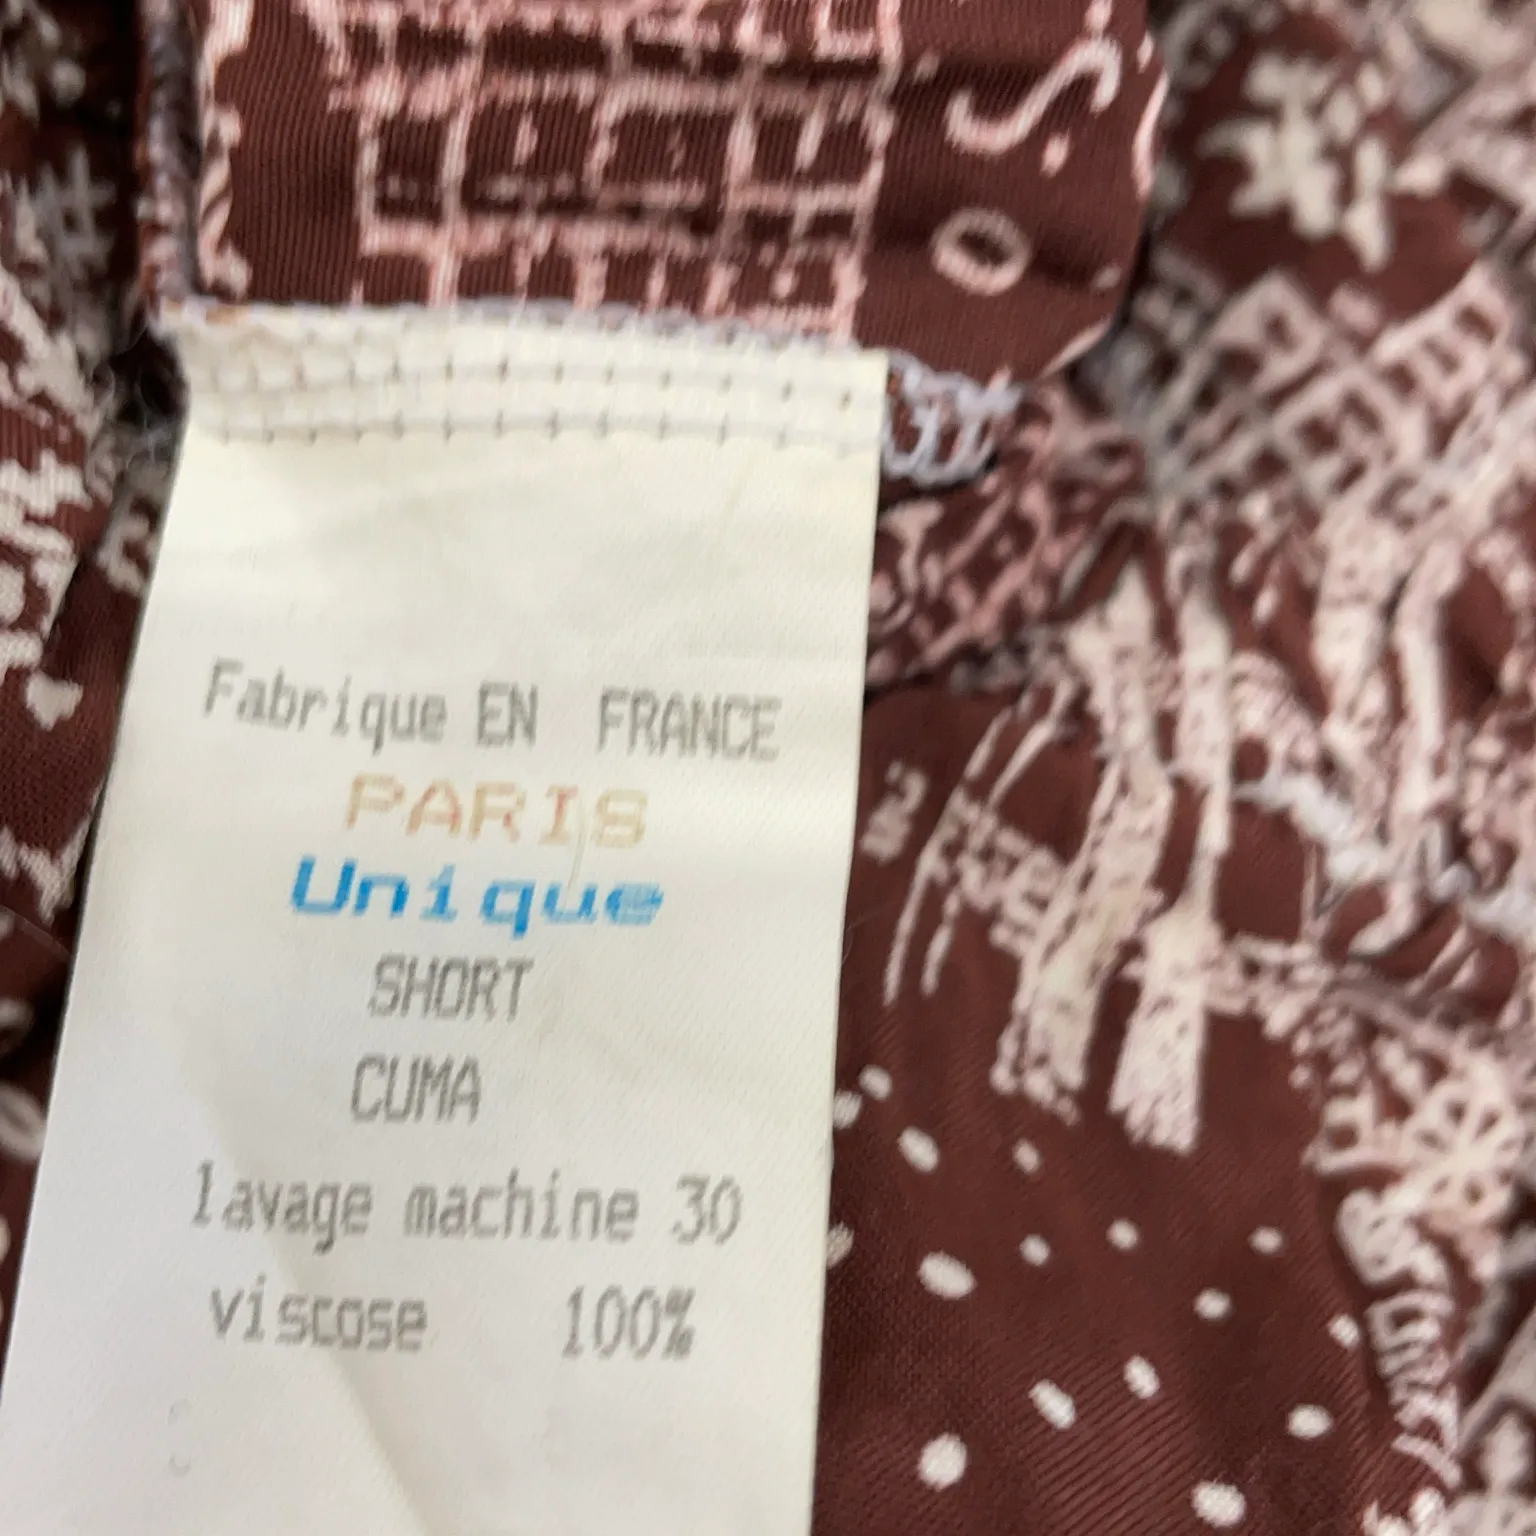 Fabrique EN FRANCE
PARIS
Unique
SHORT
CUMA
lavage machine 30
viscose 100%